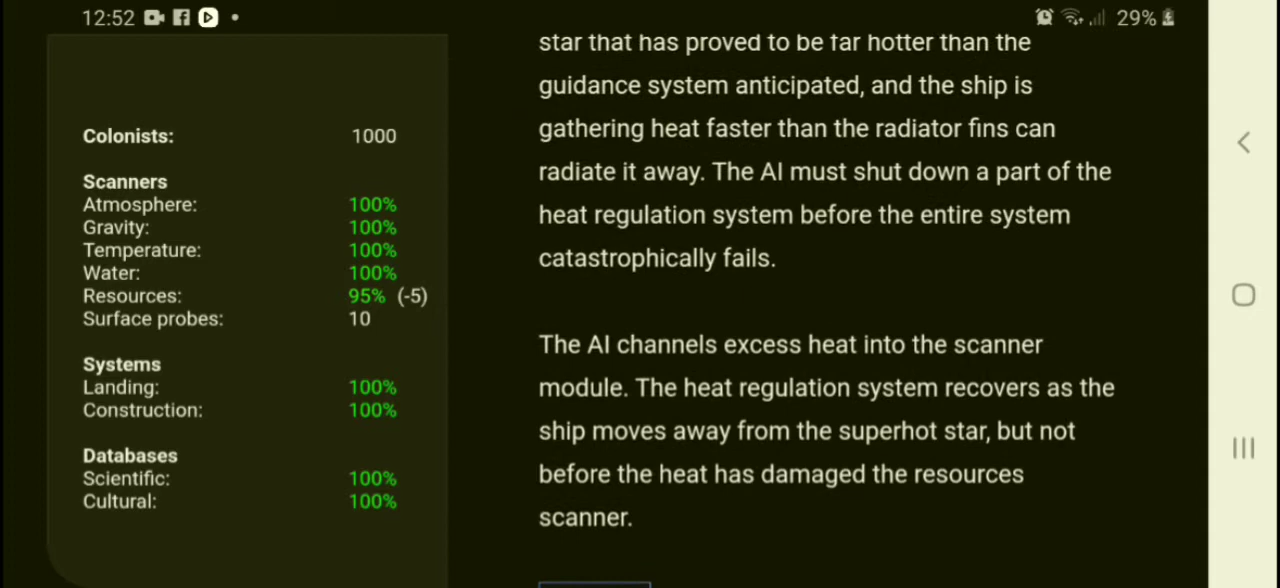 12:52
29%
Colonists: 1000
Scanners
Atmosphere: 100%
Gravity: 100%
Temperature: 100%
Water: 100%
Resources: 95% (-5)
Surface probes: 10
Systems
Landing: 100%
Construction: 100%
Databases
Scientific: 100%
Cultural: 100%
star that has proved to be far hotter than the
guidance system anticipated, and the ship is
gathering heat faster than the radiator fins can
radiate it away. The AI must shut down a part of the
heat regulation system before the entire system
catastrophically fails.
The AI channels excess heat into the scanner
module. The heat regulation system recovers as the
ship moves away from the superhot star, but not
before the heat has damaged the resources
scanner.